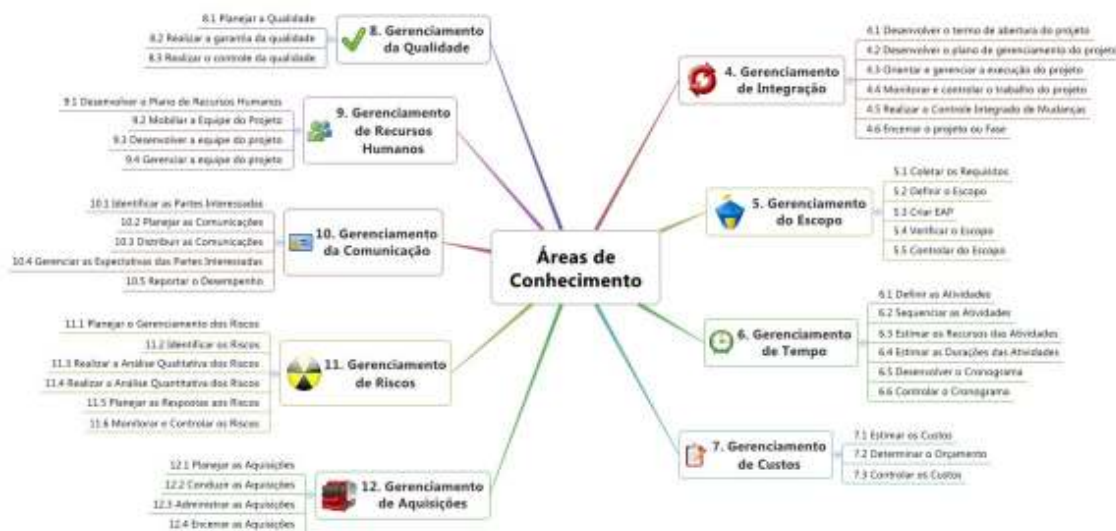 Áreas de
Conhecimento
4. Gerenciamento
de Integração
4.1 Desenvolver o termo de abertura do projeto
4.2 Desenvolver o plano de gerenciamento do projeto
4.3 Orientar e gerenciar a execução do projeto
4.4 Monitorar e controlar o trabalho do projeto
4.5 Realizar o Controle Integrado de Mudanças
4.6 Encerrar o projeto ou Fase
5. Gerenciamento
do Escopo
5.1 Coletar os Requisitos
5.2 Definir o Escopo
5.3 Criar EAP
5.4 Verificar o Escopo
5.5 Controlar do Escopo
6. Gerenciamento
de Tempo
6.1 Definir as Atividades
6.2 Sequenciar as Atividades
6.3 Estimar os Recursos das Atividades
6.4 Estimar as Durações das Atividades
6.5 Desenvolver o Cronograma
6.6 Controlar o Cronograma
7. Gerenciamento
de Custos
7.1 Estimar os Custos
7.2 Determinar o Orçamento
7.3 Controlar os Custos
8. Gerenciamento
da Qualidade
8.1 Planejar a Qualidade
8.2 Realizar a garantia da qualidade
8.3 Realizar o controle da qualidade
9. Gerenciamento
de Recursos
Humanos
9.1 Desenvolver o Plano de Recursos Humanos
9.2 Mobiliar a Equipe do Projeto
9.3 Desenvolver a equipe do projeto
9.4 Gerenciar a equipe do projeto
10. Gerenciamento
da Comunicação
10.1 Identificar as Partes Interessadas
10.2 Planejar as Comunicações
10.3 Distribuir as Comunicações
10.4 Gerenciar as Expectativas das Partes Interessadas
10.5 Reportar o Desempenho
11. Gerenciamento
de Riscos
11.1 Planejar o Gerenciamento dos Riscos
11.2 Identificar os Riscos
11.3 Realizar a Análise Qualitativa dos Riscos
11.4 Realizar a Análise Quantitativa dos Riscos
11.5 Planejar as Respostas aos Riscos
11.6 Monitorar e Controlar os Riscos
12. Gerenciamento
de Aquisições
12.1 Planejar as Aquisições
12.2 Conduzir as Aquisições
12.3 Administrar as Aquisições
12.4 Encerrar as Aquisições